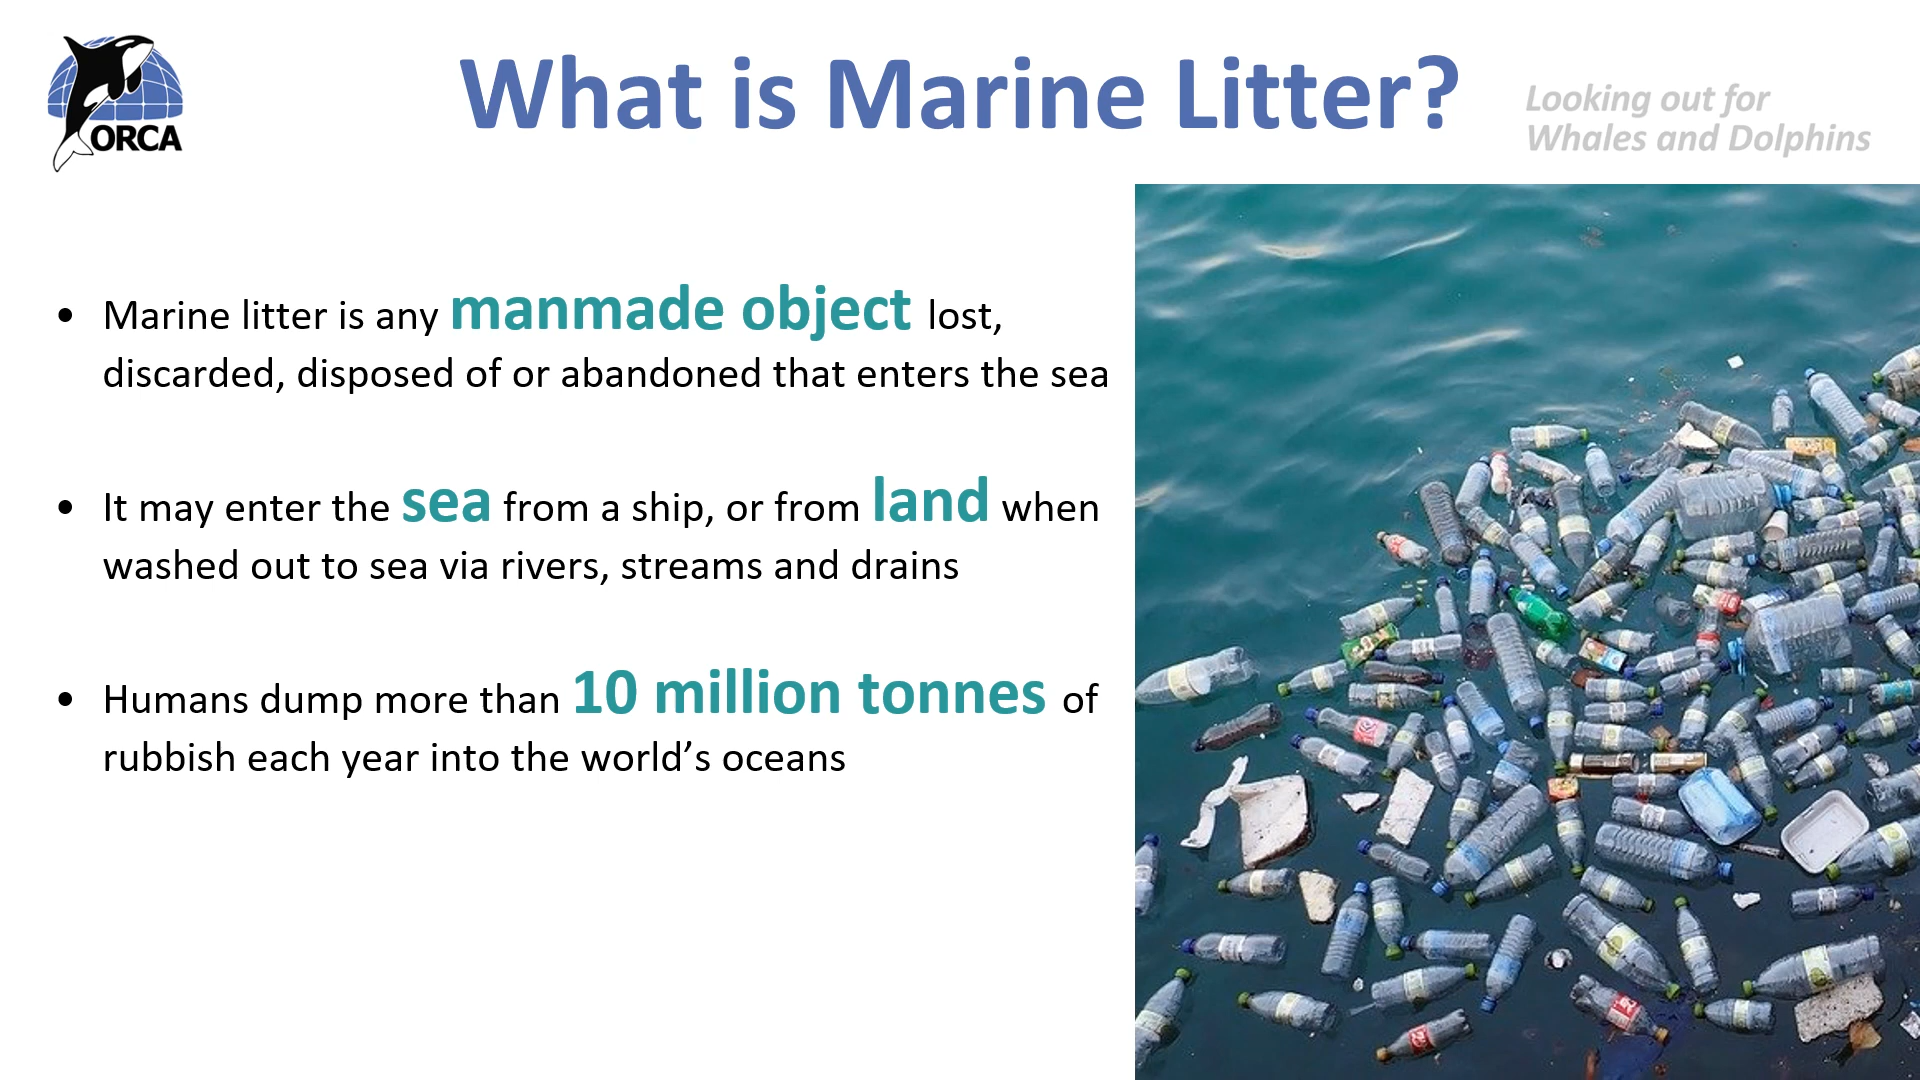 ORCA
What is Marine Litter?
Looking out for
Whales and Dolphins
• Marine litter is any manmade object lost,
discarded, disposed of or abandoned that enters the sea
• It may enter the sea from a ship, or from land when
washed out to sea via rivers, streams and drains
• Humans dump more than 10 million tonnes of
rubbish each year into the world’s oceans